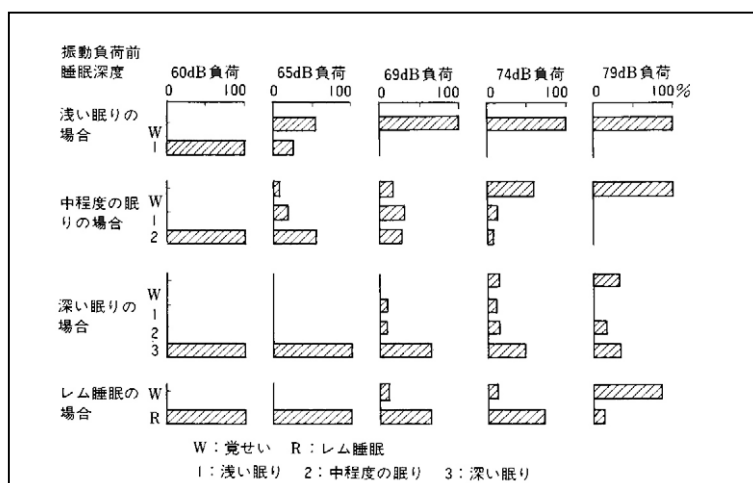 振動負荷前
睡眠深度
60dB負荷 65dB負荷 69dB負荷 74dB負荷 79dB負荷
0 100 0 100 0 100 0 100 0 100%
浅い眠りの
場合
W
1
中程度の眠
りの場合
W
1
2
深い眠りの
場合
W
1
2
3
レム睡眠の
場合
W
R
W:覚せい R:レム睡眠
1:浅い眠り 2:中程度の眠り 3:深い眠り